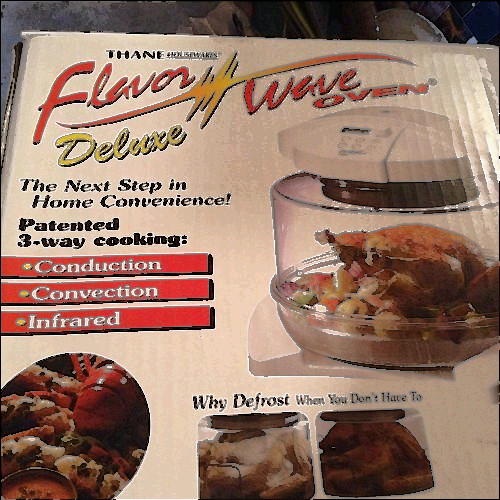 THANE HOUSEWARES
Flavor Wave
OVEN®
Deluxe
The Next Step in
Home Convenience!
Patented
3-way cooking:
•Conduction
•Convection
•Infrared
Why Defrost When You Don't Have To